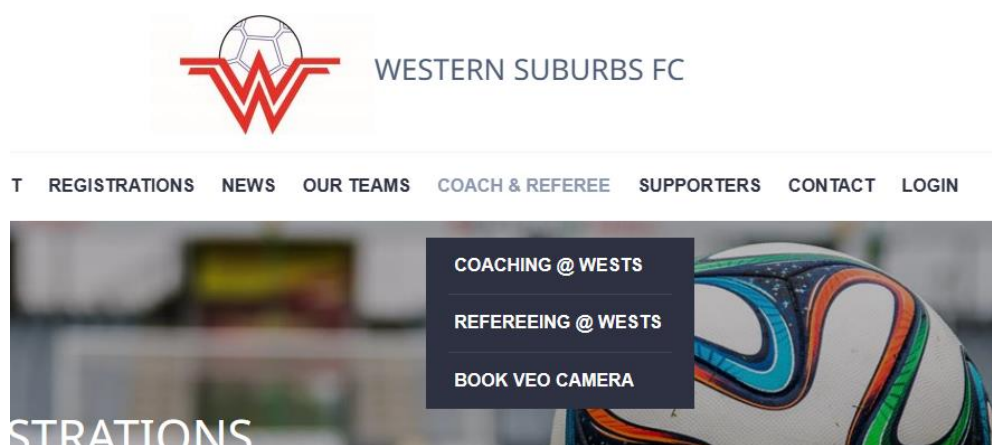 WESTERN SUBURBS FC
T REGISTRATIONS NEWS OUR TEAMS COACH & REFEREE SUPPORTERS CONTACT LOGIN
COACHING @ WESTS
REFEREEING @ WESTS
BOOK VEO CAMERA
STRATIONS